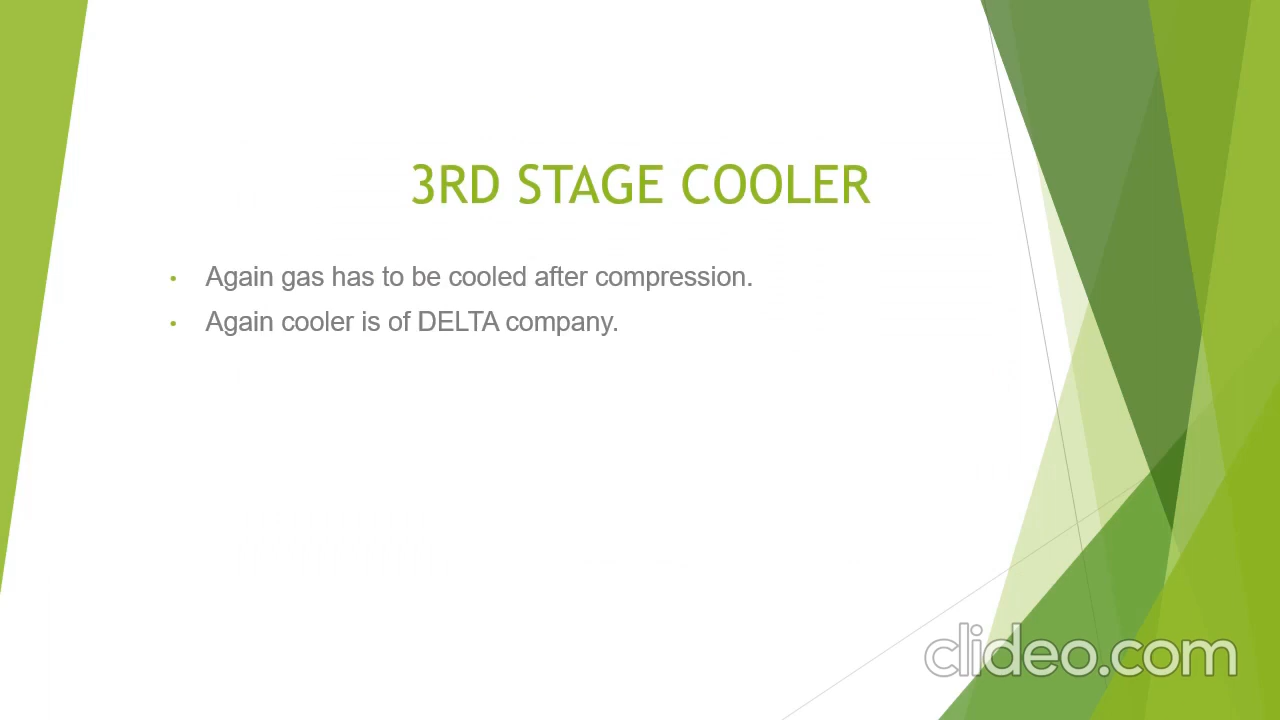 3RD STAGE COOLER
• Again gas has to be cooled after compression.
• Again cooler is of DELTA company.
clideo.com